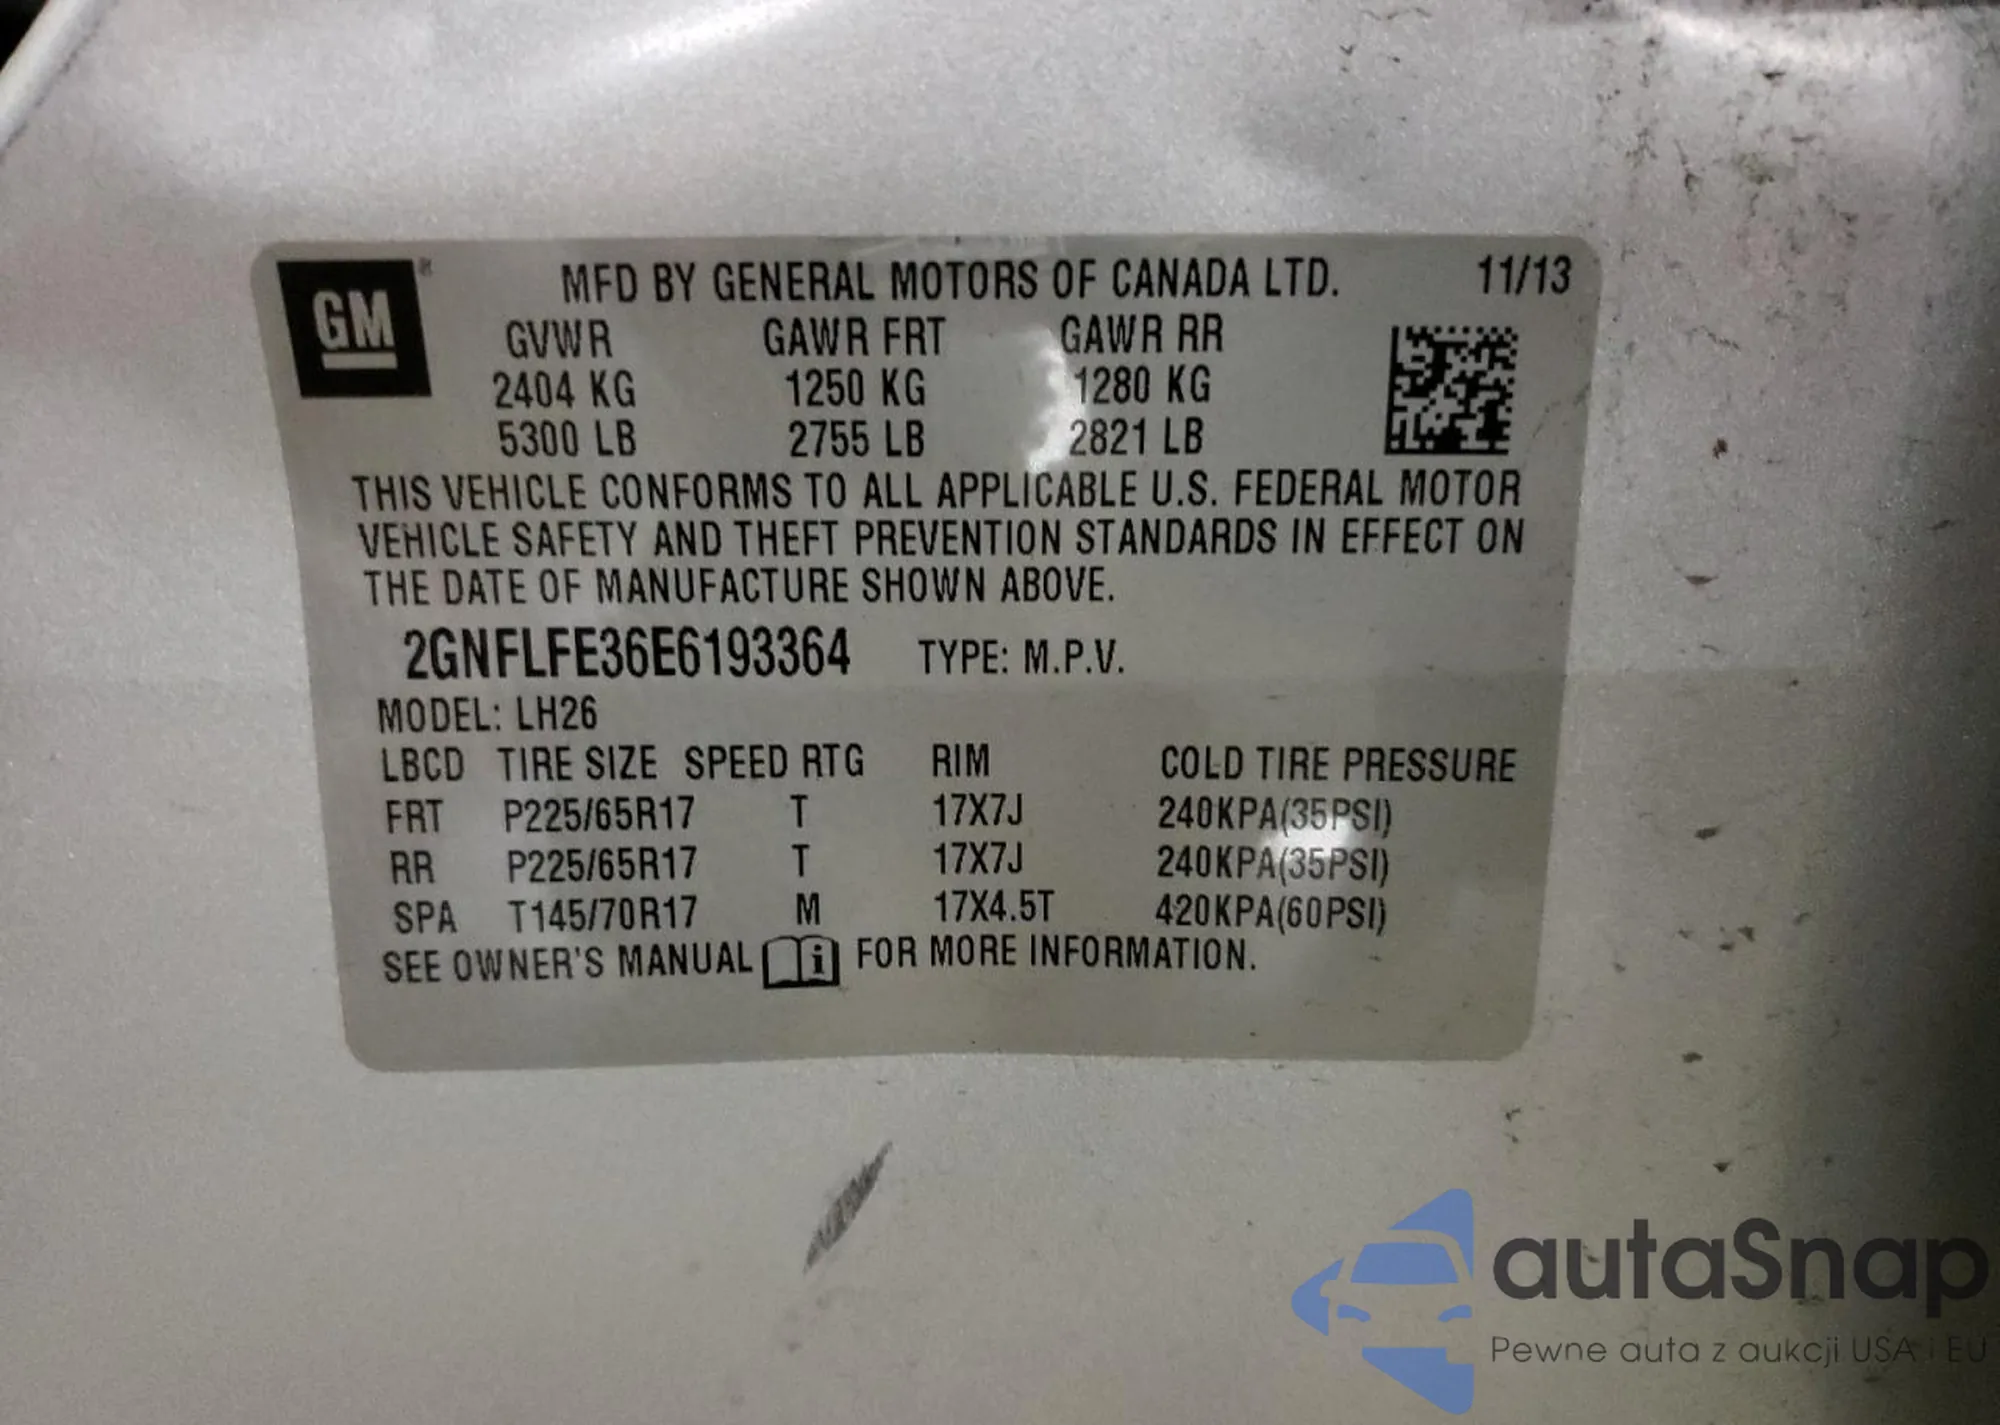 GM ® MFD BY GENERAL MOTORS OF CANADA LTD. 11/13
GVWR GAWR FRT GAWR RR
2404 KG 1250 KG 1280 KG
5300 LB 2755 LB 2821 LB
THIS VEHICLE CONFORMS TO ALL APPLICABLE U.S. FEDERAL MOTOR
VEHICLE SAFETY AND THEFT PREVENTION STANDARDS IN EFFECT ON
THE DATE OF MANUFACTURE SHOWN ABOVE.
2GNFLFE36E6193364 TYPE: M.P.V.
MODEL: LH26
LBCD TIRE SIZE SPEED RTG RIM COLD TIRE PRESSURE
FRT P225/65R17 T 17X7J 240KPA(35PSI)
RR P225/65R17 T 17X7J 240KPA(35PSI)
SPA T145/70R17 M 17X4.5T 420KPA(60PSI)
SEE OWNER'S MANUAL i FOR MORE INFORMATION.
autaSnap
Pewne auta z aukcji USA i EU